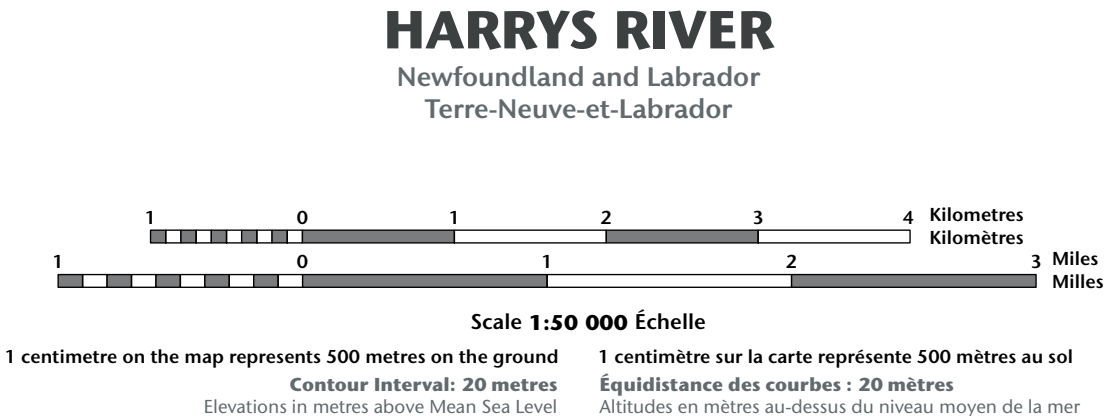 HARRYS RIVER
Newfoundland and Labrador
Terre-Neuve-et-Labrador
1 0 1 2 3 4 Kilometres
Kilomètres
1 0 1 2 3 Miles
Milles
Scale 1:50 000 Échelle
1 centimetre on the map represents 500 metres on the ground
1 centimètre sur la carte représente 500 mètres au sol
Contour Interval: 20 metres
Équidistance des courbes : 20 mètres
Elevations in metres above Mean Sea Level
Altitudes en mètres au-dessus du niveau moyen de la mer